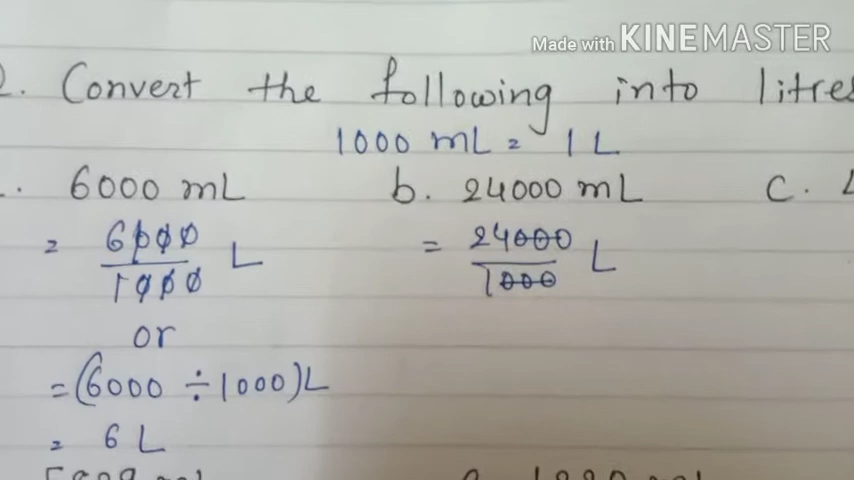 Made with KINEMASTER
2. Convert the following into litres
1000 mL = 1 L
6000 mL b. 24000 mL c.
= 6000/1000 L = 24000/1000 L
or
= (6000 ÷ 1000) L
= 6 L